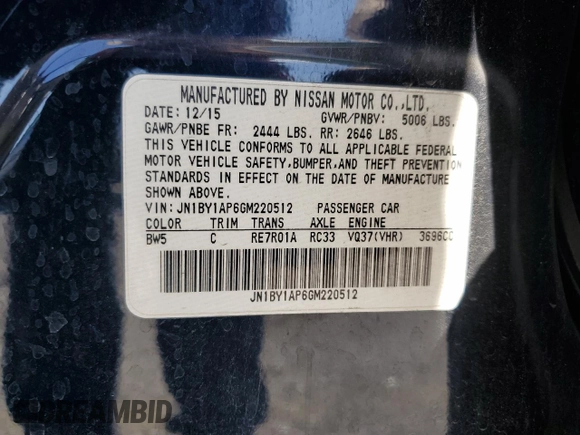 MANUFACTURED BY NISSAN MOTOR CO.,LTD.
DATE: 12/15 GVWR/PNBV: 5006 LBS.
GAWR/PNBE FR: 2444 LBS. RR: 2646 LBS.
THIS VEHICLE CONFORMS TO ALL APPLICABLE FEDERAL
MOTOR VEHICLE SAFETY,BUMPER,AND THEFT PREVENTION
STANDARDS IN EFFECT ON THE DATE OF MANUFACTURE
SHOWN ABOVE.
VIN: JN1BY1AP6GM220512 PASSENGER CAR
COLOR TRIM TRANS AXLE ENGINE
BW5 C RE7R01A RC33 VQ37(VHR) 3696CC
JN1BY1AP6GM220512
DREAMBID